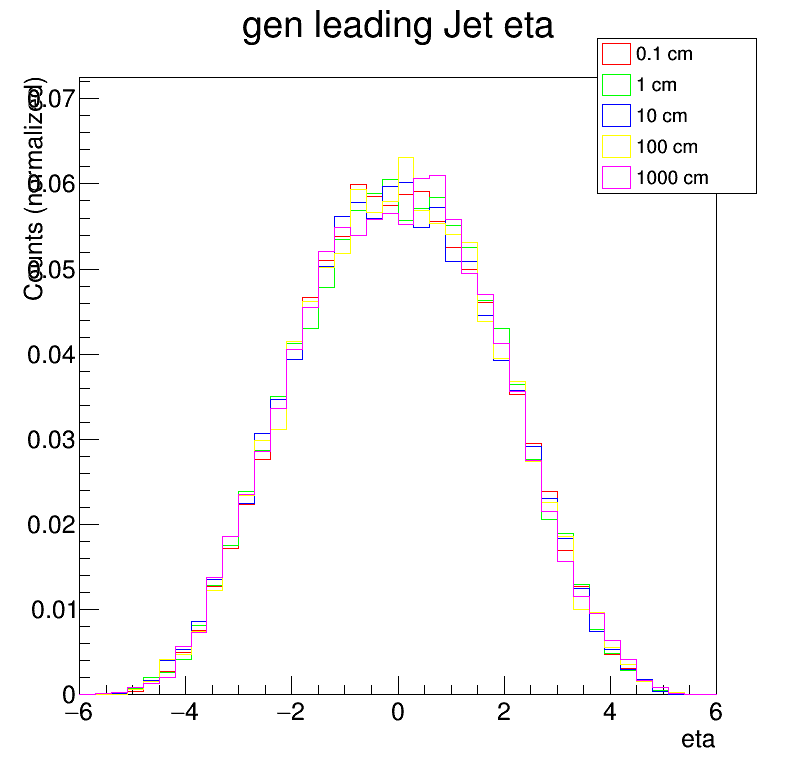 gen leading Jet eta
0.1 cm
1 cm
10 cm
100 cm
1000 cm
Counts (normalized)
0.07
0.06
0.05
0.04
0.03
0.02
0.01
0
−6
−4
−2
0
2
4
6
eta